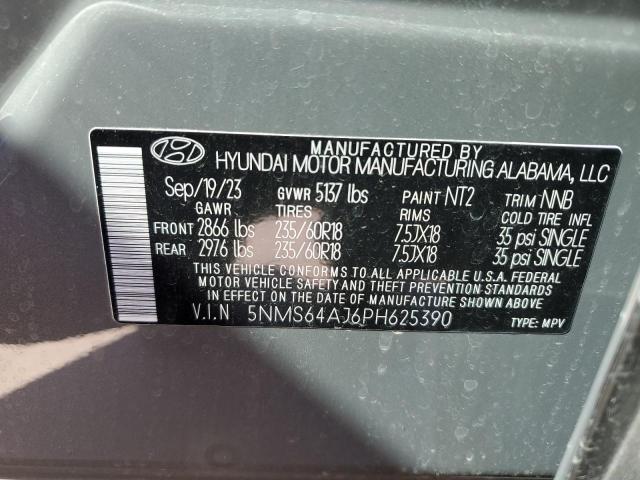 MANUFACTURED BY
HYUNDAI MOTOR MANUFACTURING ALABAMA, LLC
Sep/19/23 GVWR 5137 lbs PAINT NT2 TRIM NNB
GAWR TIRES RIMS COLD TIRE INFL
FRONT 2866 lbs 235/60R18 7.5JX18 35 psi SINGLE
REAR 2976 lbs 235/60R18 7.5JX18 35 psi SINGLE
THIS VEHICLE CONFORMS TO ALL APPLICABLE U.S.A. FEDERAL
MOTOR VEHICLE SAFETY AND THEFT PREVENTION STANDARDS
IN EFFECT ON THE DATE OF MANUFACTURE SHOWN ABOVE.
V.I.N 5NMS64AJ6PH625390 TYPE: MPV